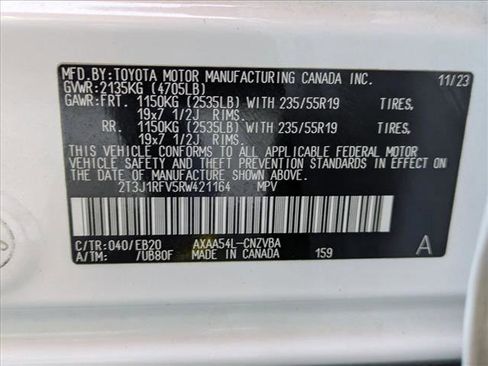 MFD.BY:TOYOTA MOTOR MANUFACTURING CANADA INC. 11/23
GVWR:2135KG (4705LB)
GAWR:FRT. 1150KG (2535LB) WITH 235/55R19 TIRES,
19x7 1/2J RIMS.
RR. 1150KG (2535LB) WITH 235/55R19 TIRES,
19x7 1/2J RIMS.
THIS VEHICLE CONFORMS TO ALL APPLICABLE FEDERAL MOTOR
VEHICLE SAFETY AND THEFT PREVENTION STANDARDS IN EFFECT ON
THE DATE OF MANUFACTURE SHOWN ABOVE.
2T3J1RFV5RW421164 MPV
C/TR:040/EB20 AXAA54L-CNZVBA A
A/TM: /UB80F MADE IN CANADA 159